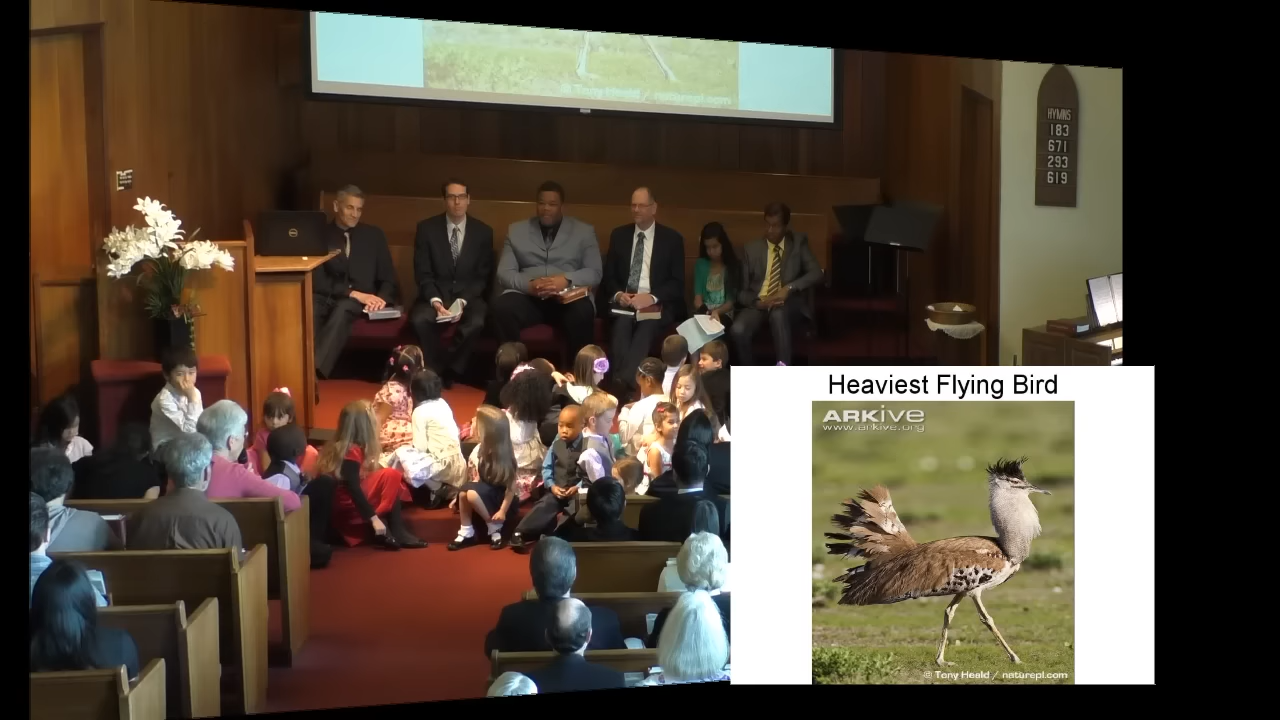 © Tony Heald / naturepl.com
HYMNS
183
671
293
619
DELL
Heaviest Flying Bird
ARKive
www.arkive.org
© Tony Heald / naturepl.com